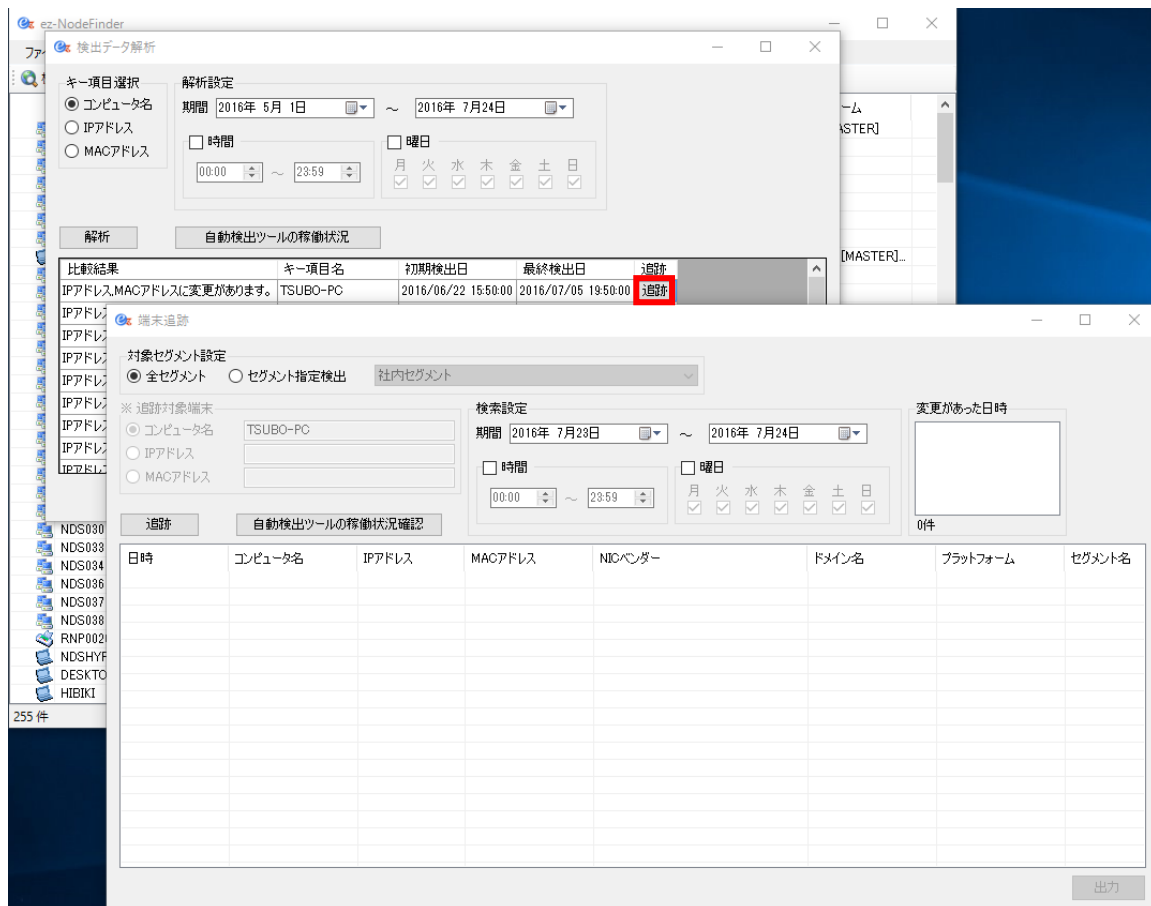 ez-NodeFinder
検出データ解析
キー項目選択
コンピュータ名
IPアドレス
MACアドレス
解析設定
期間 2016年 5月 1日 ～ 2016年 7月24日
時間
00:00 ～ 23:59
曜日
月 火 水 木 金 土 日
解析
自動検出ツールの稼働状況
[MASTER]...
比較結果 キー項目名 初期検出日 最終検出日 追跡
IPアドレス,MACアドレスに変更があります。 TSUBO-PC 2016/06/22 15:50:00 2016/07/05 19:50:00 追跡
端末追跡
対象セグメント設定
全セグメント セグメント指定検出 社内セグメント
※ 追跡対象端末
コンピュータ名 TSUBO-PC
IPアドレス
MACアドレス
検索設定
期間 2016年 7月23日 ～ 2016年 7月24日
時間
00:00 ～ 23:59
曜日
月 火 水 木 金 土 日
変更があった日時
0件
追跡
自動検出ツールの稼働状況確認
日時 コンピュータ名 IPアドレス MACアドレス NICベンダー ドメイン名 プラットフォーム セグメント名
NDS030
NDS033
NDS034
NDS036
NDS037
NDS038
RNP002
NDSHYP
DESKTO
HIBIKI
255 件
出力